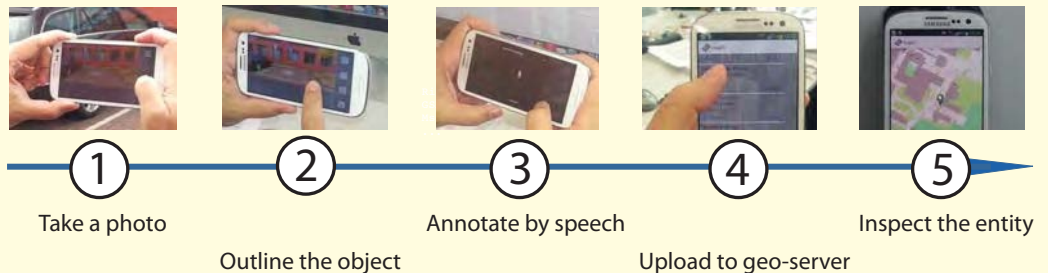 1
2
3
4
5
Take a photo
Outline the object
Annotate by speech
Upload to geo-server
Inspect the entity
SAMSUNG